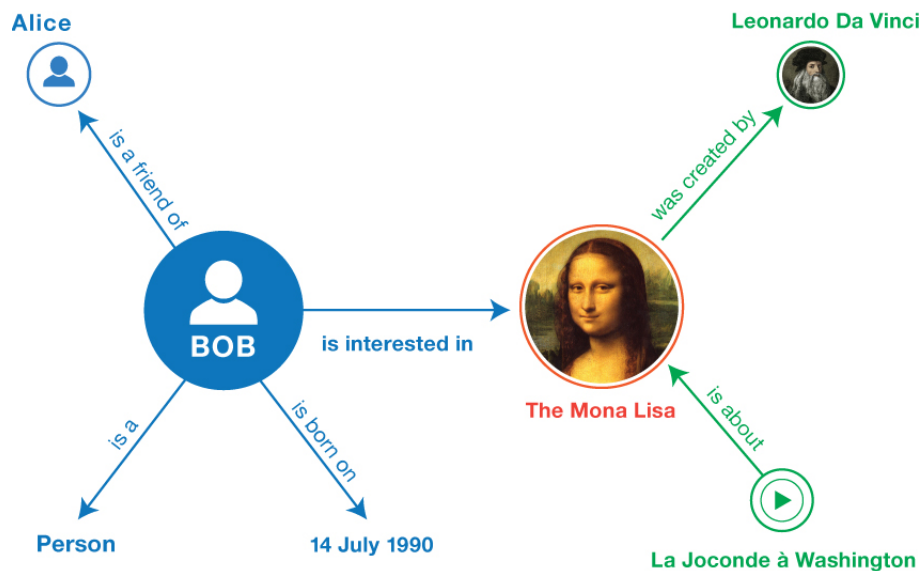 Alice
Leonardo Da Vinci
is a friend of
was created by
BOB
is interested in
The Mona Lisa
is a
is born on
is about
Person
14 July 1990
La Joconde à Washington